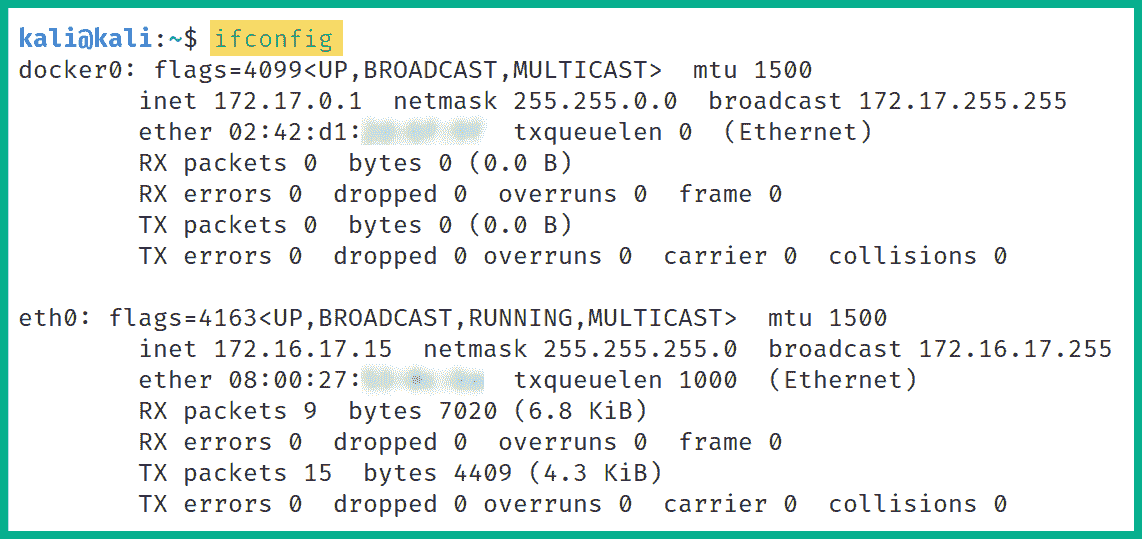 kali@kali:~$ ifconfig
docker0: flags=4099<UP,BROADCAST,MULTICAST>  mtu 1500
inet 172.17.0.1  netmask 255.255.0.0  broadcast 172.17.255.255
ether 02:42:d1:  txqueuelen 0  (Ethernet)
RX packets 0  bytes 0 (0.0 B)
RX errors 0  dropped 0  overruns 0  frame 0
TX packets 0  bytes 0 (0.0 B)
TX errors 0  dropped 0 overruns 0  carrier 0  collisions 0
eth0: flags=4163<UP,BROADCAST,RUNNING,MULTICAST>  mtu 1500
inet 172.16.17.15  netmask 255.255.255.0  broadcast 172.16.17.255
ether 08:00:27:  txqueuelen 1000  (Ethernet)
RX packets 9  bytes 7020 (6.8 KiB)
RX errors 0  dropped 0  overruns 0  frame 0
TX packets 15  bytes 4409 (4.3 KiB)
TX errors 0  dropped 0 overruns 0  carrier 0  collisions 0